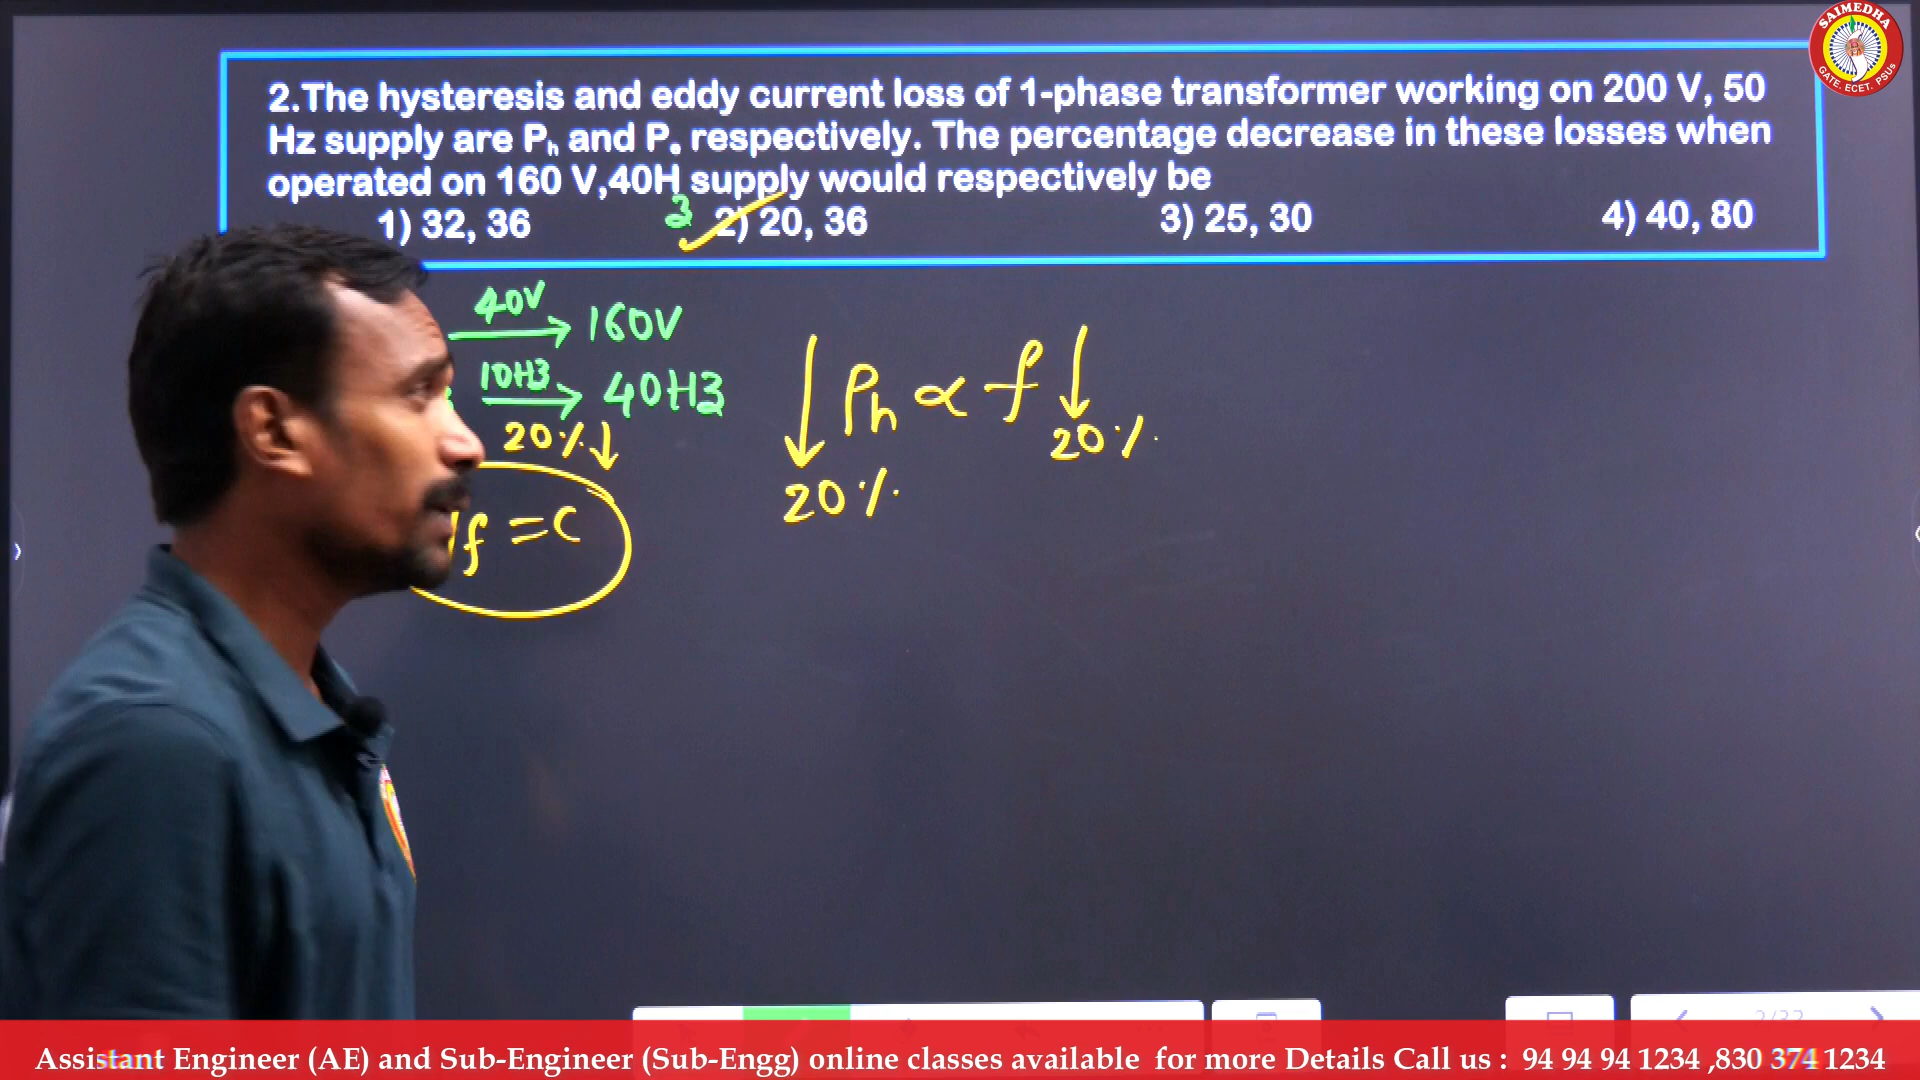 SAIMEDHA
GATE. ECET. PSUs
2.The hysteresis and eddy current loss of 1-phase transformer working on 200 V, 50
Hz supply are Pₕ and Pₑ respectively. The percentage decrease in these losses when
operated on 160 V,40H supply would respectively be
1) 32, 36 2) 20, 36 3) 25, 30 4) 40, 80
40V
160V
10Hz
40Hz
20%↓
f = C
↓ Ph ∝ f ↓
20%
20%
2/32
Assistant Engineer (AE) and Sub-Engineer (Sub-Engg) online classes available for more Details Call us : 94 94 94 1234 ,830 374 1234